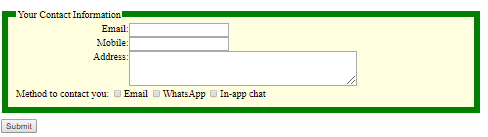 Your Contact Information
Email:
Mobile:
Address:
Method to contact you: Email WhatsApp In-app chat
Submit